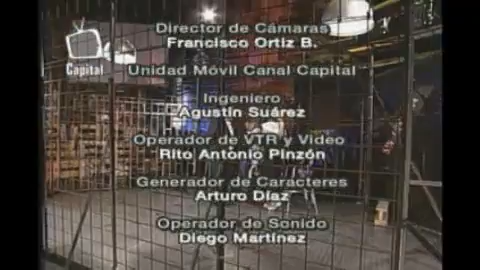 Director de Cámaras
Francisco Ortiz B.
Capital
Unidad Móvil Canal Capital
Ingeniero
Agustín Suárez
Operador de VTR y Video
Rito Antonio Pinzón
Generador de Caracteres
Arturo Díaz
Operador de Sonido
Diego Martínez